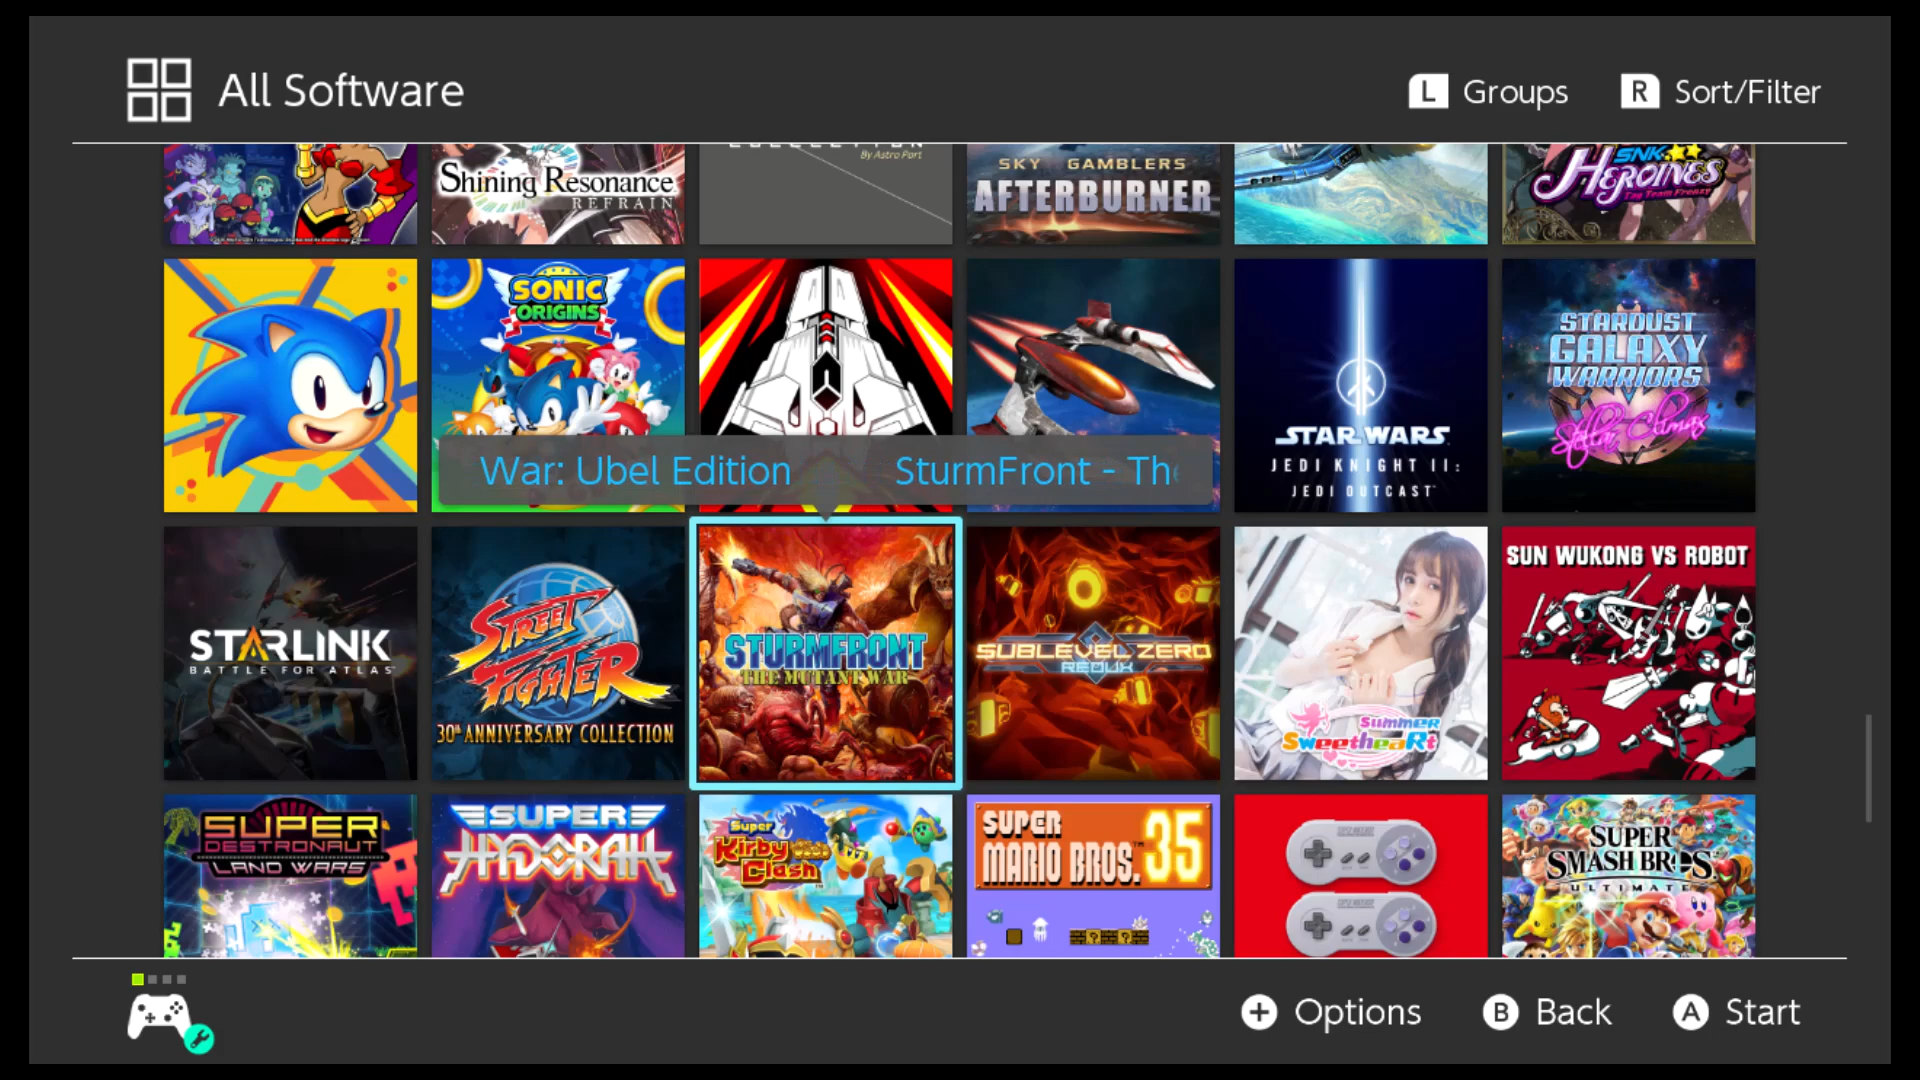 All Software
L Groups
R Sort/Filter
Shining Resonance
REFRAIN
By Astro Port
SKY GAMBLERS
AFTERBURNER
SNK
HEROINES
Tag Team Frenzy
SONIC
ORIGINS
STAR WARS
JEDI KNIGHT II:
JEDI OUTCAST
STARDUST
GALAXY
WARRIORS
Stellar Climax
War: Ubel Edition
SturmFront - The
STARLINK
BATTLE FOR ATLAS
STREET
FIGHTER
30th ANNIVERSARY COLLECTION
STURMFRONT
THE MUTANT WAR
SUBLEVEL ZERO
REDUX
Summer
SweetheaRt
SUN WUKONG VS ROBOT
SUPER
DESTRONAUT
LAND WARS
SUPER
HYDORAH
Super
Kirby
Clash
SUPER
MARIO BROS.™ 35
SUPER
SMASH BROS.
ULTIMATE
+ Options
B Back
A Start